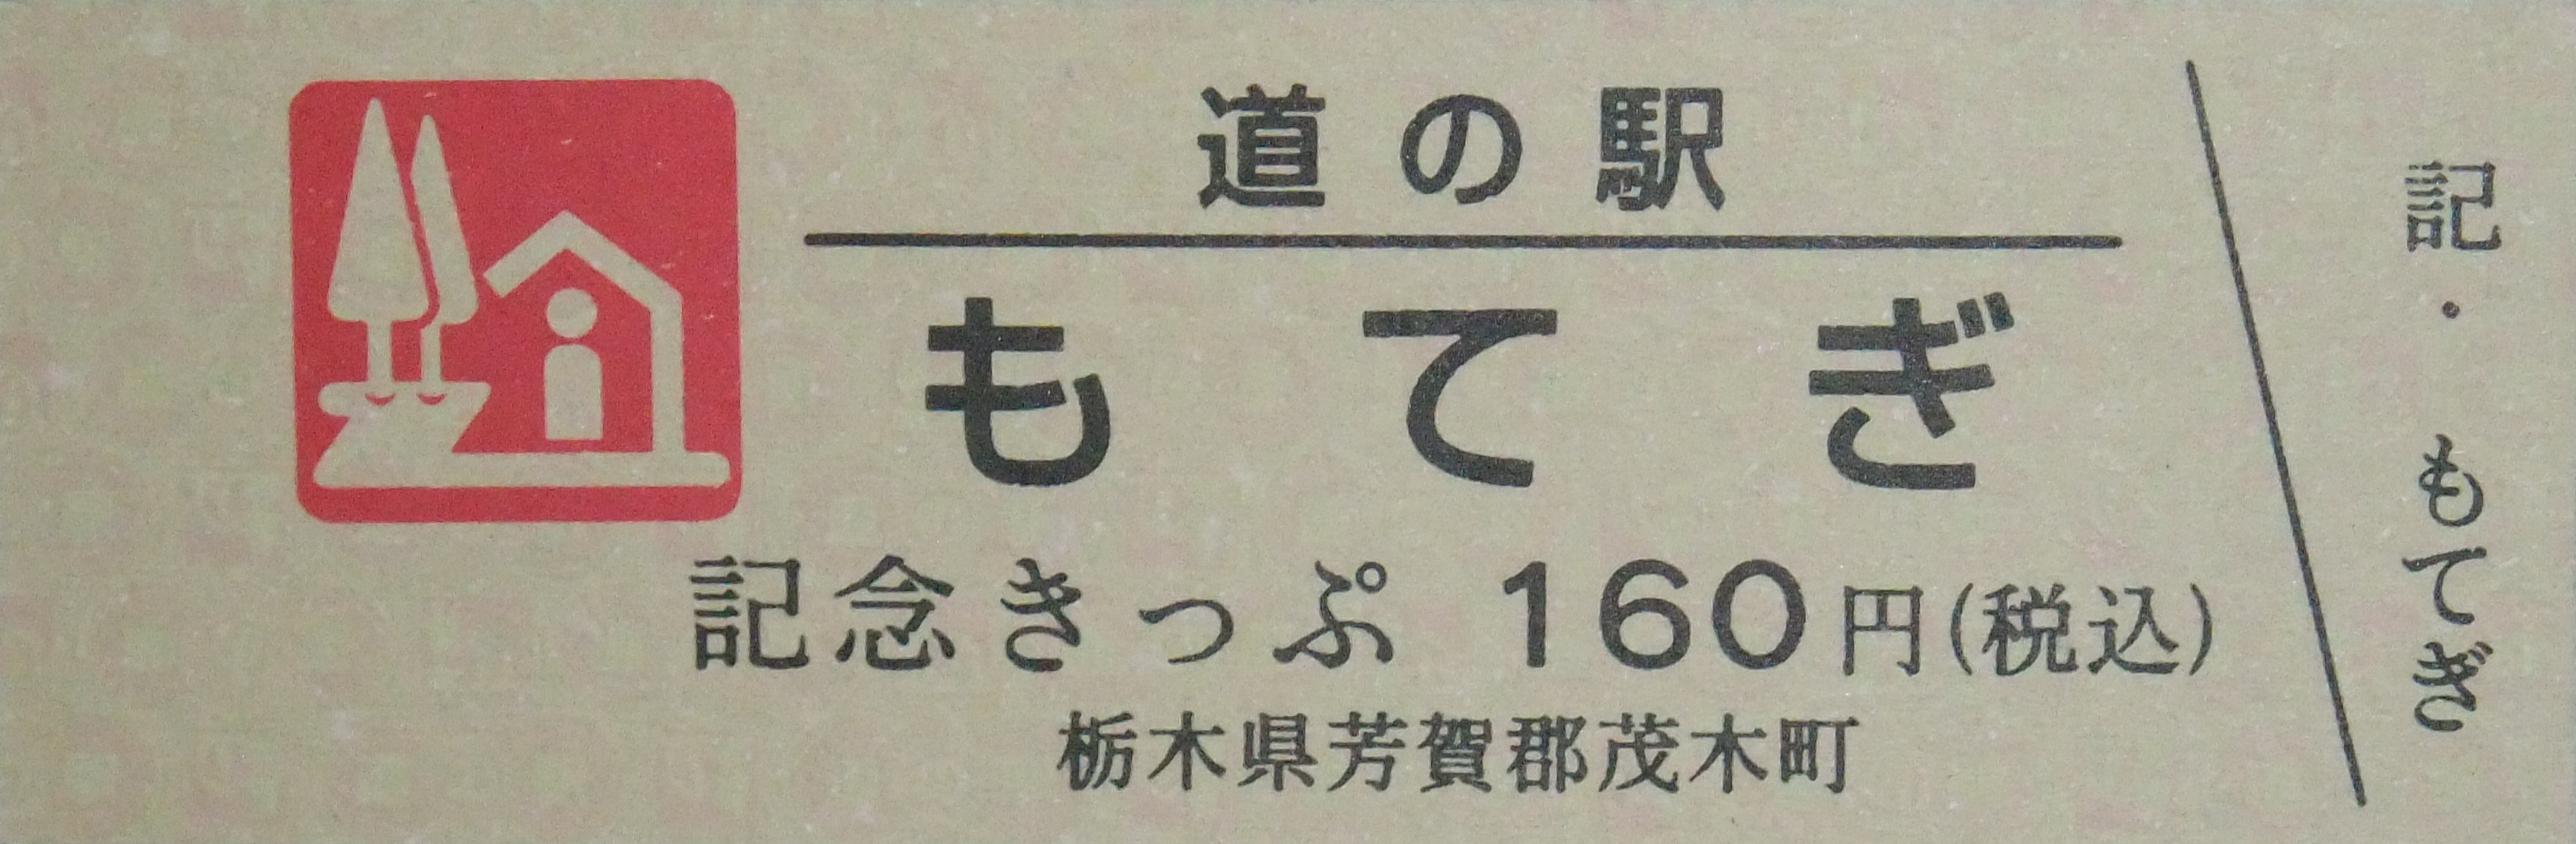 道の駅
もてぎ
記念きっぷ 160円(税込)
栃木県芳賀郡茂木町
記・もてぎ